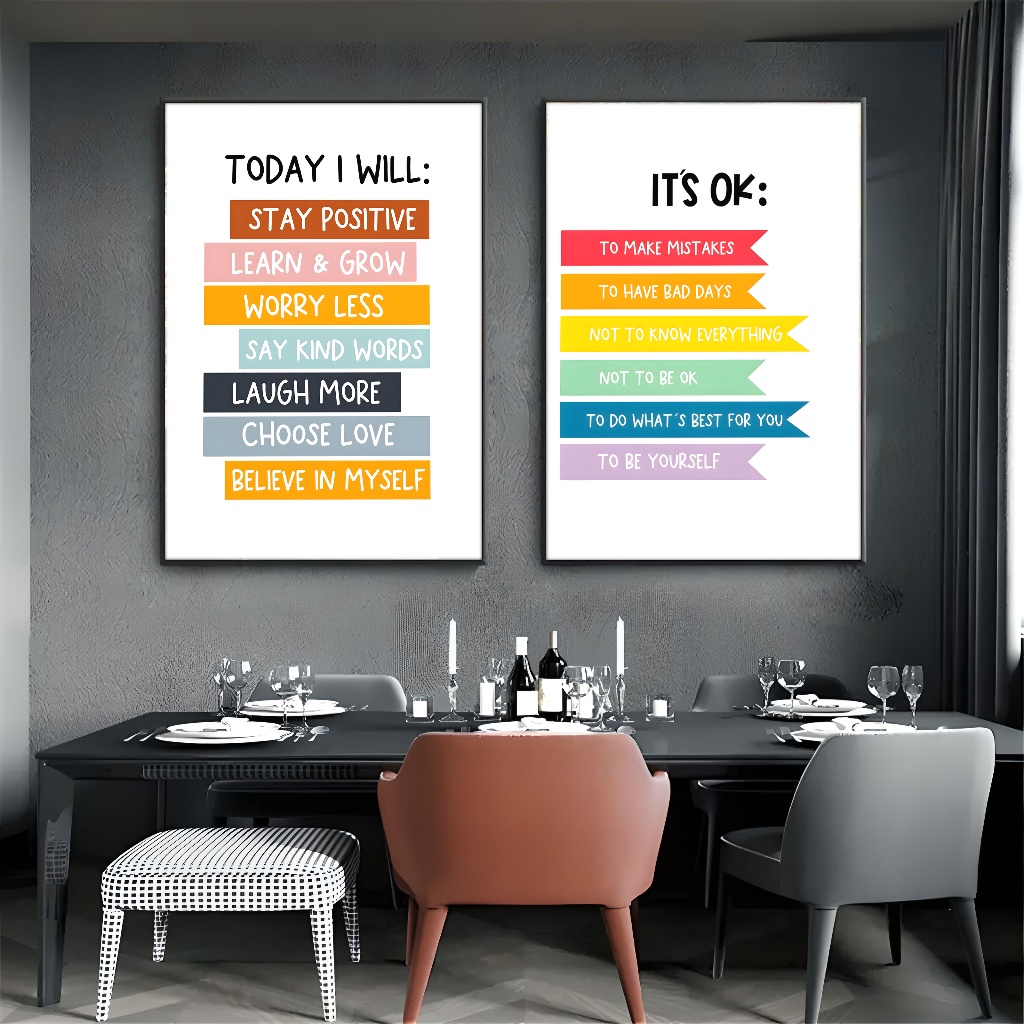 TODAY I WILL:
STAY POSITIVE
LEARN & GROW
WORRY LESS
SAY KIND WORDS
LAUGH MORE
CHOOSE LOVE
BELIEVE IN MYSELF
IT'S OK:
TO MAKE MISTAKES
TO HAVE BAD DAYS
NOT TO KNOW EVERYTHING
NOT TO BE OK
TO DO WHAT'S BEST FOR YOU
TO BE YOURSELF